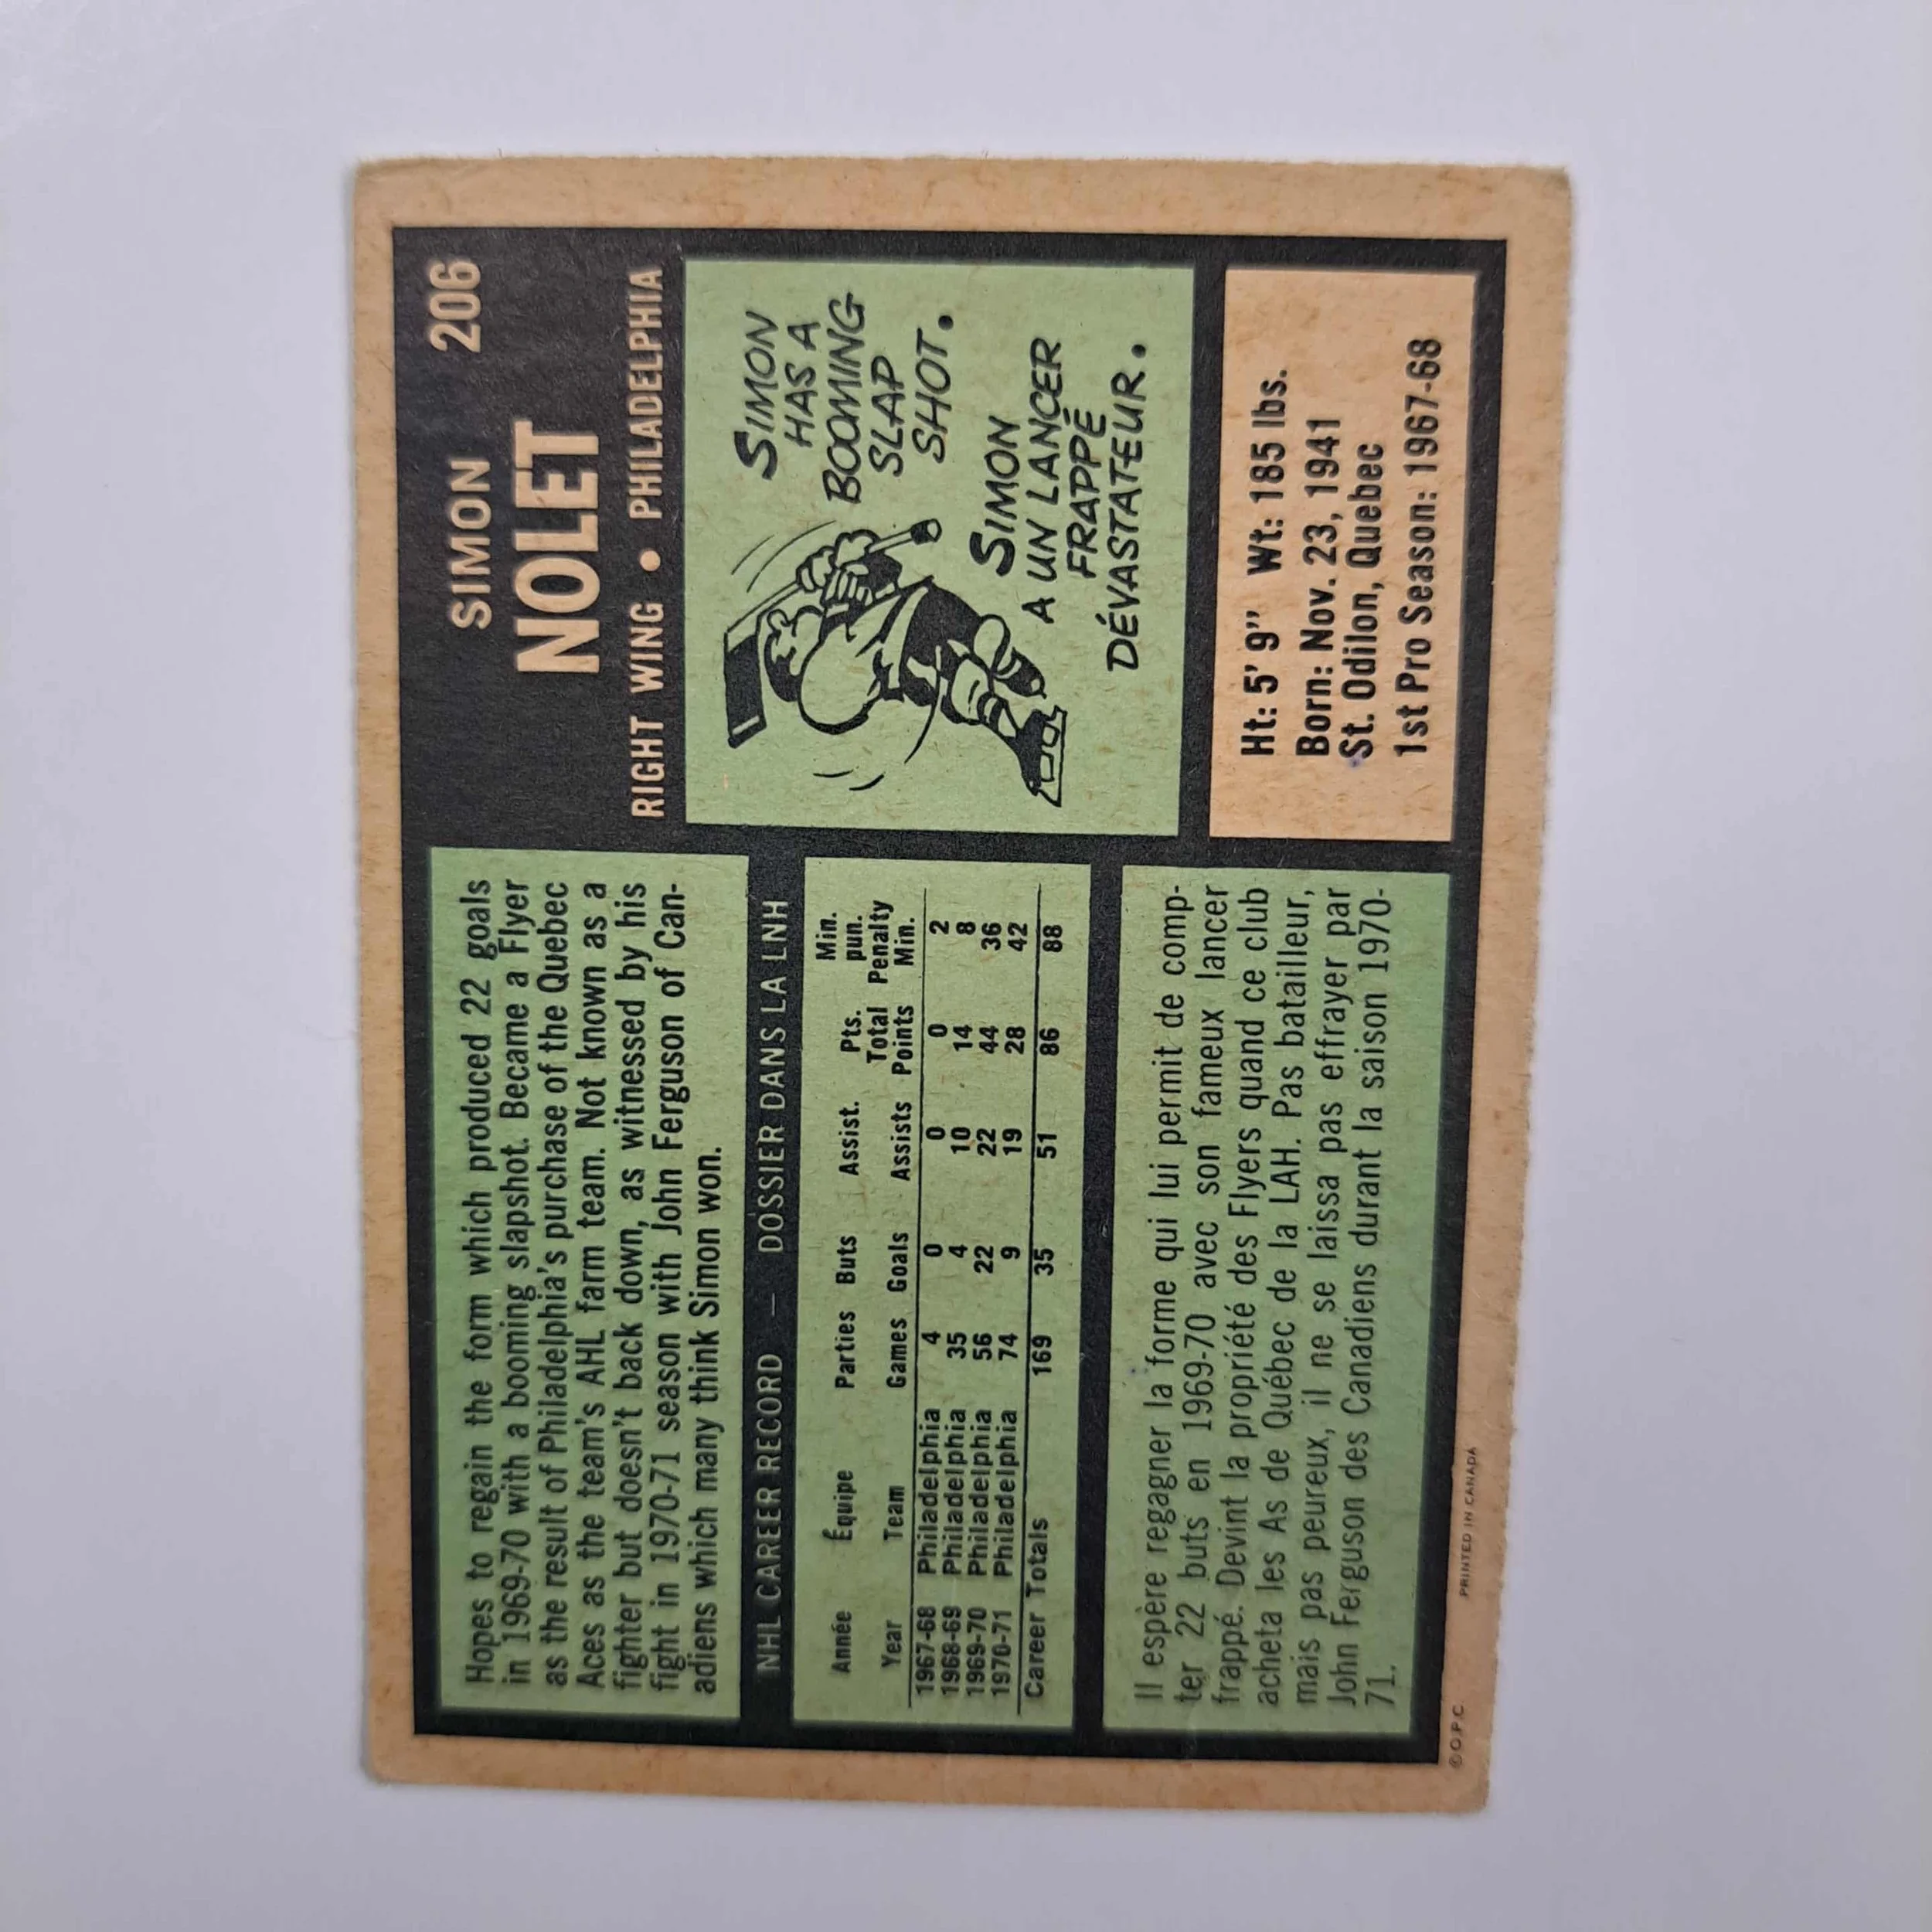 Hopes to regain the form which produced 22 goals
in 1969-70 with a booming slapshot. Became a Flyer
as the result of Philadelphia's purchase of the Quebec
Aces as the team's AHL farm team. Not known as a
fighter but doesn't back down, as witnessed by his
fight in 1970-71 season with John Ferguson of Can-
adiens which many think Simon won.
NHL CAREER RECORD — DOSSIER DANS LA LNH
Année Équipe Parties Buts Assist. Pts. Min. pun.
Year Team Games Goals Assists Total Points Penalty Min.
1967-68 Philadelphia 4 0 0 0 2
1968-69 Philadelphia 35 4 10 14 8
1969-70 Philadelphia 56 22 22 44 36
1970-71 Philadelphia 74 9 19 28 42
Career Totals 169 35 51 86 88
Il espère regagner la forme qui lui permit de comp-
ter 22 buts en 1969-70 avec son fameux lancer
frappé. Devint la propriété des Flyers quand ce club
acheta les As de Québec de la LAH. Pas batailleur,
mais pas peureux, il ne se laissa pas effrayer par
John Ferguson des Canadiens durant la saison 1970-
71.
SIMON 206
NOLET
RIGHT WING • PHILADELPHIA
SIMON
HAS A
BOOMING
SLAP
SHOT.
SIMON
A UN LANCER
FRAPPÉ
DÉVASTATEUR.
Ht: 5' 9" Wt: 185 lbs.
Born: Nov. 23, 1941
St. Odilon, Quebec
1st Pro Season: 1967-68
©O.P.C. PRINTED IN CANADA